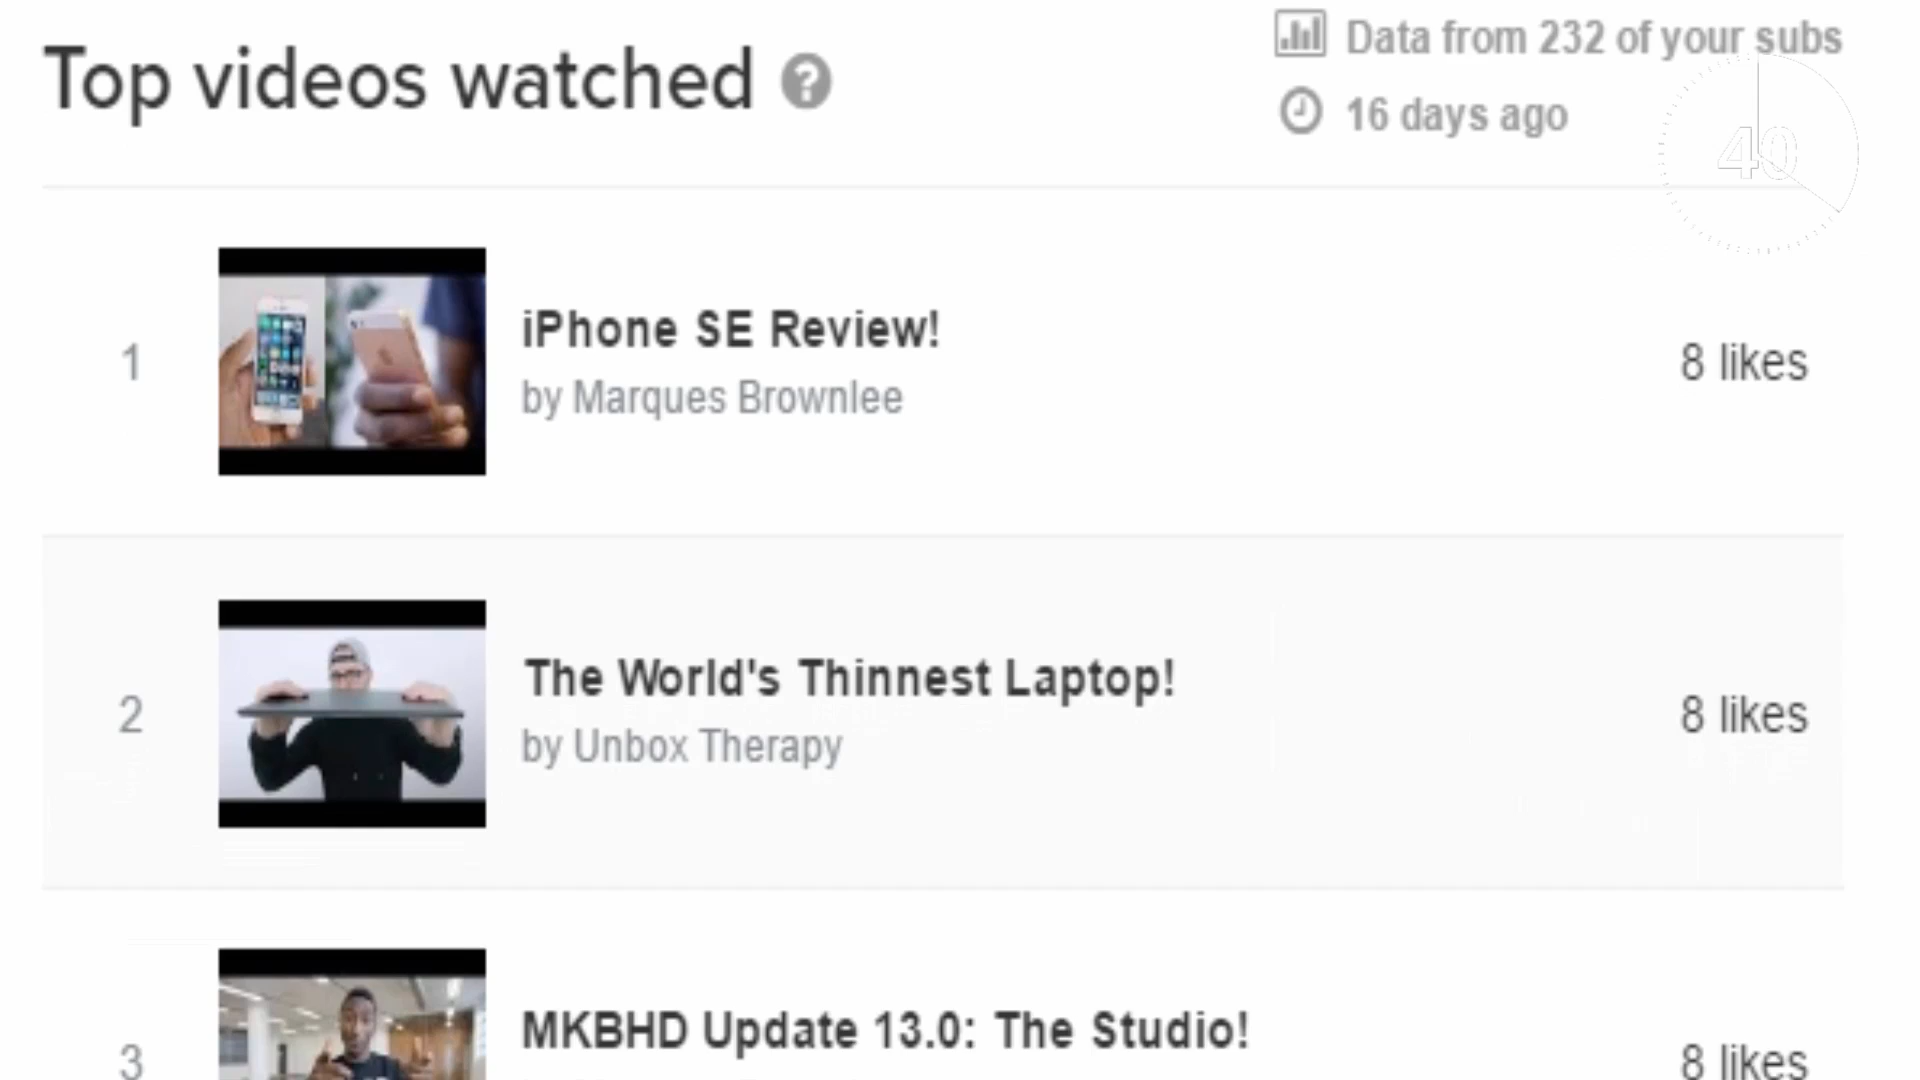 Top videos watched ?
Data from 232 of your subs
16 days ago
40
1
iPhone SE Review!
by Marques Brownlee
8 likes
2
The World's Thinnest Laptop!
by Unbox Therapy
8 likes
3
MKBHD Update 13.0: The Studio!
8 likes